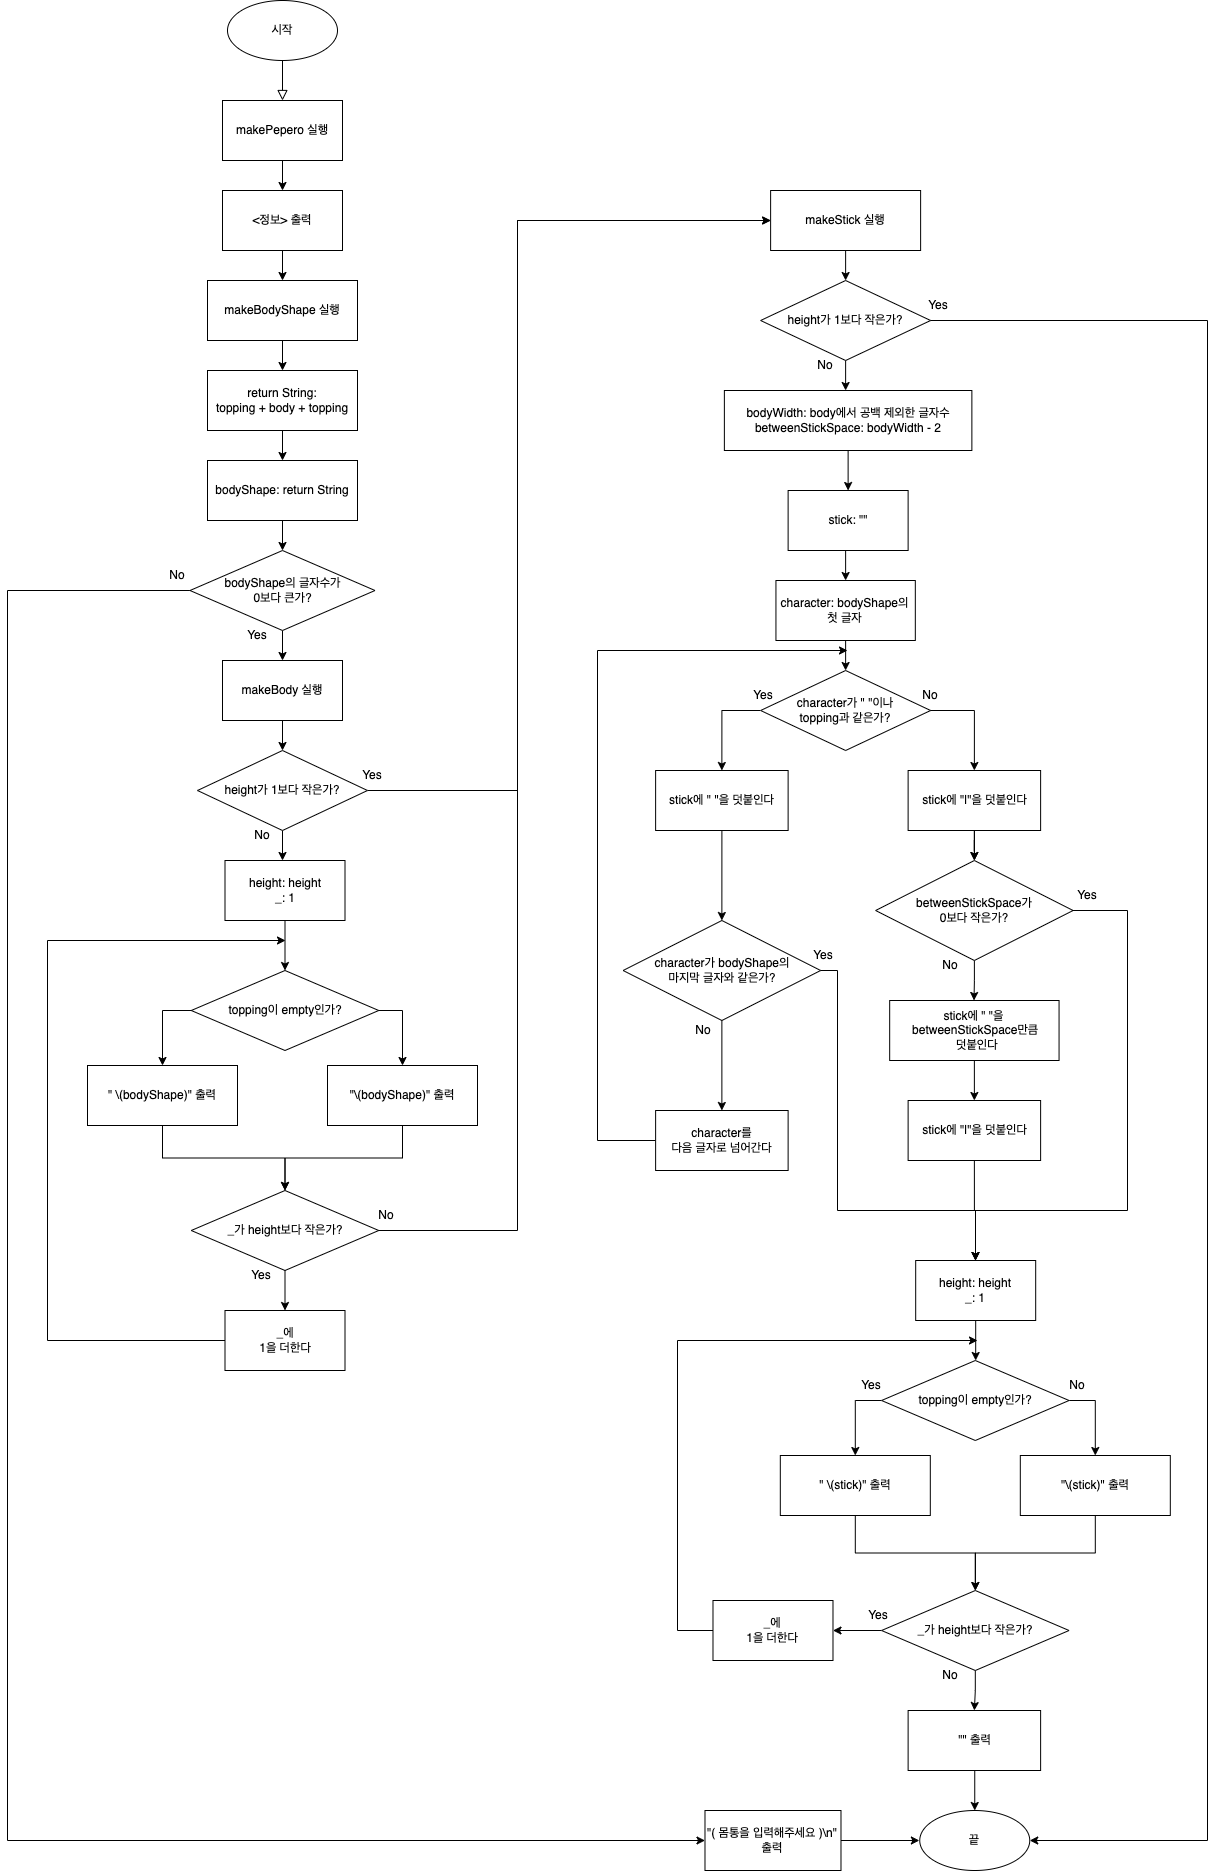 시작
makePepero 실행
<정보> 출력
makeBodyShape 실행
return String:
topping + body + topping
bodyShape: return String
bodyShape의 글자수가
0보다 큰가?
No
Yes
makeBody 실행
height가 1보다 작은가?
Yes
No
height: height
_: 1
topping이 empty인가?
" \(bodyShape)" 출력
"\(bodyShape)" 출력
_가 height보다 작은가?
No
Yes
_에
1을 더한다
makeStick 실행
height가 1보다 작은가?
Yes
No
bodyWidth: body에서 공백 제외한 글자수
betweenStickSpace: bodyWidth - 2
stick: ""
character: bodyShape의
첫 글자
character가 " "이나
topping과 같은가?
Yes
No
stick에 " "을 덧붙인다
stick에 "l"을 덧붙인다
character가 bodyShape의
마지막 글자와 같은가?
Yes
No
character를
다음 글자로 넘어간다
betweenStickSpace가
0보다 작은가?
Yes
No
stick에 " "을
betweenStickSpace만큼
덧붙인다
stick에 "l"을 덧붙인다
height: height
_: 1
topping이 empty인가?
Yes
No
" \(stick)" 출력
"\(stick)" 출력
_가 height보다 작은가?
Yes
No
_에
1을 더한다
"" 출력
"( 몸통을 입력해주세요 )\n"
출력
끝